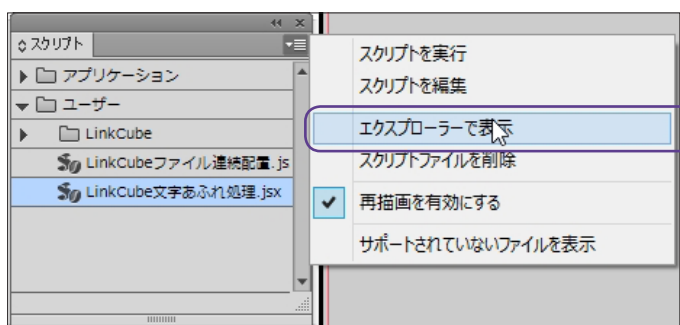 スクリプト
アプリケーション
ユーザー
LinkCube
LinkCubeファイル連続配置.js
LinkCube文字あふれ処理.jsx
スクリプトを実行
スクリプトを編集
エクスプローラーで表示
スクリプトファイルを削除
再描画を有効にする
サポートされていないファイルを表示